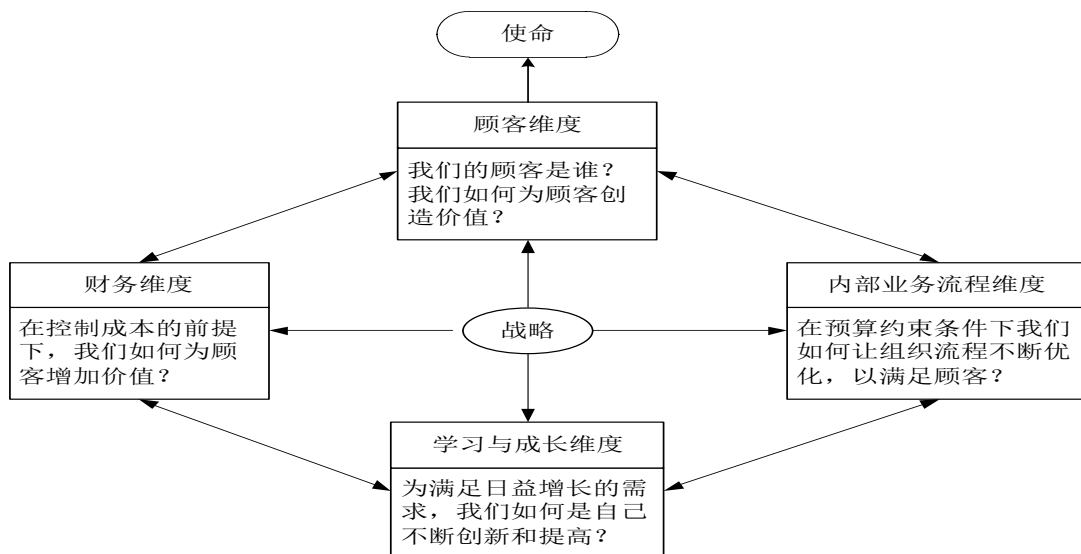 使命
顾客维度
我们的顾客是谁？
我们如何为顾客创
造价值？
财务维度
在控制成本的前提
下，我们如何为顾
客增加价值？
战略
内部业务流程维度
在预算约束条件下我们
如何让组织流程不断优
化，以满足顾客？
学习与成长维度
为满足日益增长的需
求，我们如何是自己
不断创新和提高？